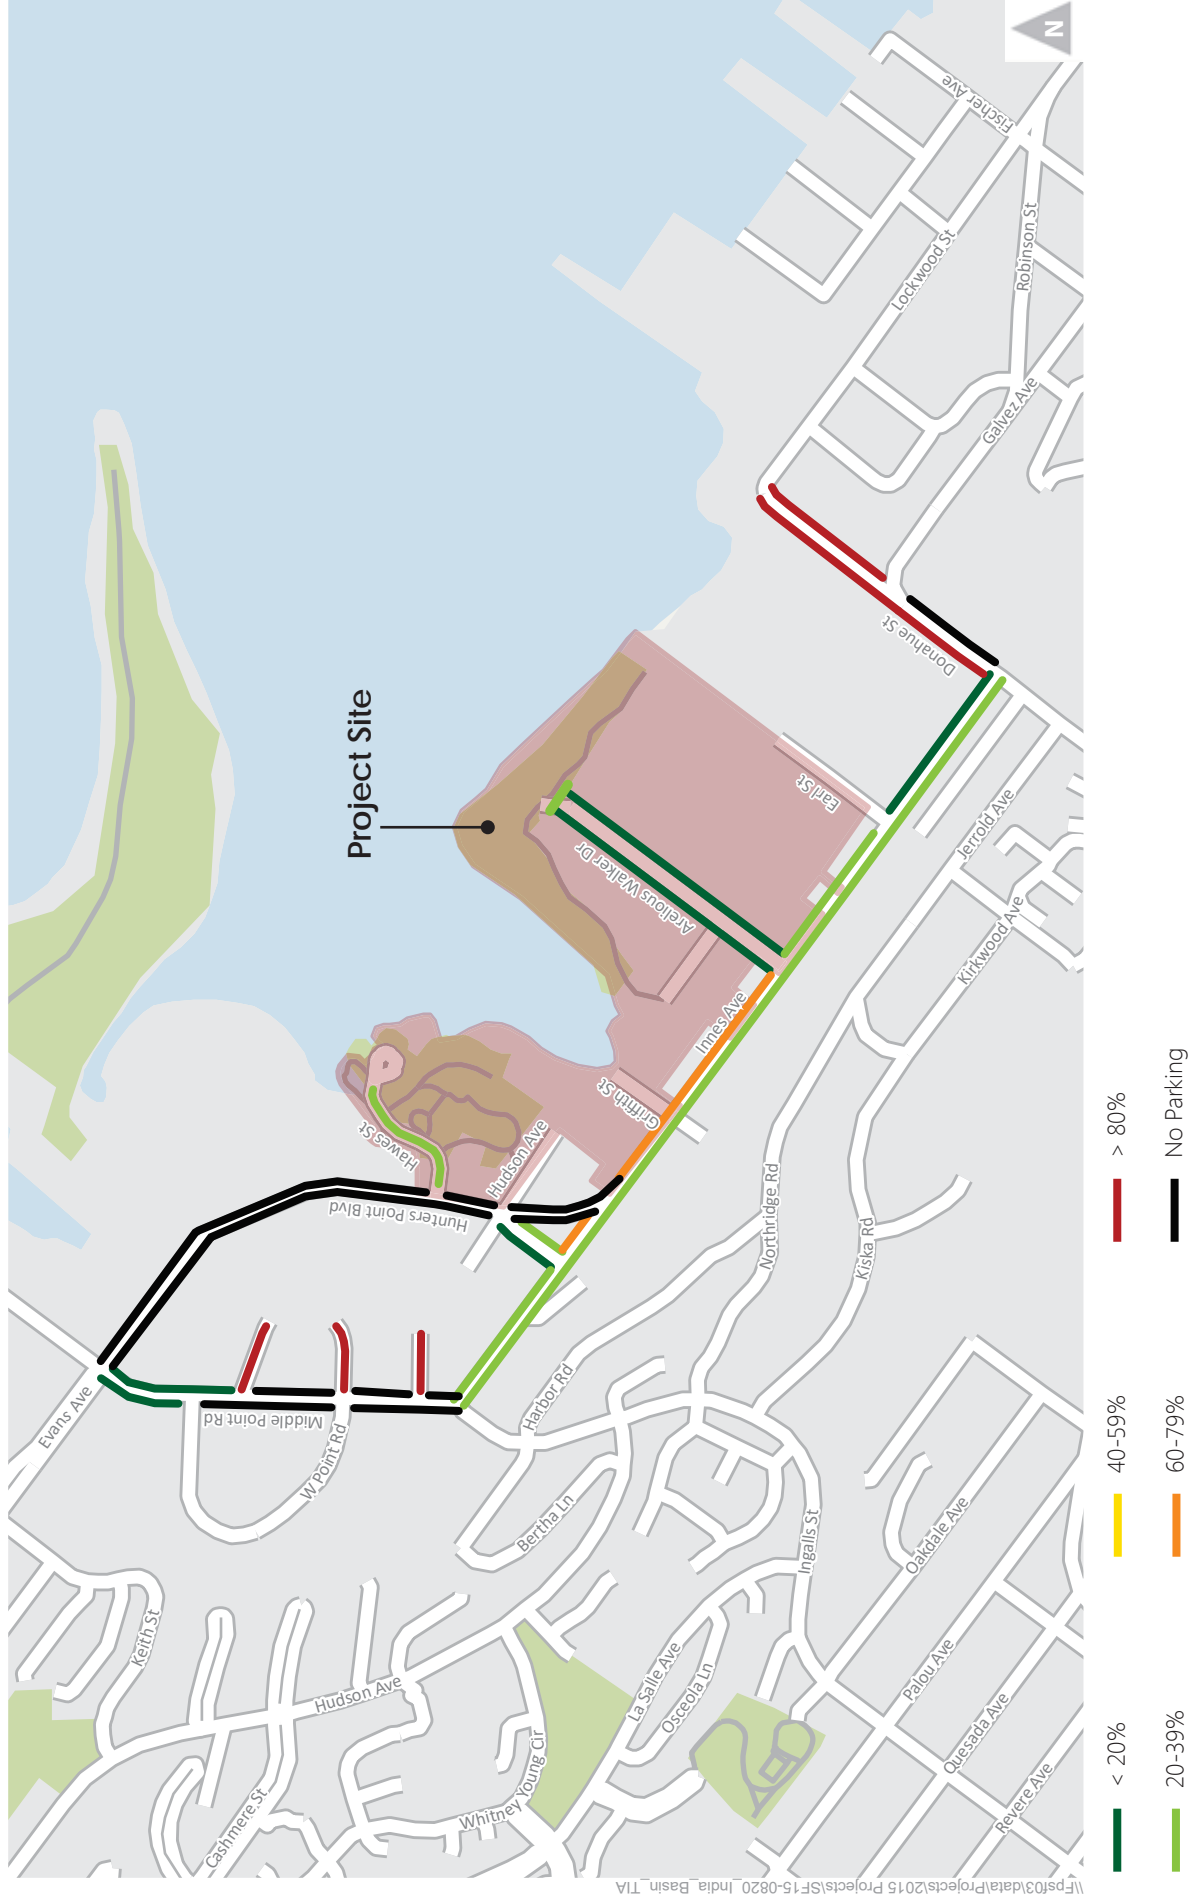 N
Fischer Ave
Lockwood St
Robinson St
Galvez Ave
Donahue St
Project Site
Earl St
Arelious Walker Dr
Jerrold Ave
Kirkwood Ave
Innes Ave
Griffith St
Hawes St
Hudson Ave
Hunters Point Blvd
Northridge Rd
Kiska Rd
Evans Ave
Middle Point Rd
W Point Rd
Harbor Rd
Bertha Ln
Ingalls St
Oakdale Ave
Keith St
Hudson Ave
La Salle Ave
Osceola Ln
Palou Ave
Quesada Ave
Revere Ave
Whitney Young Cir
Cashmere St
< 20%
40-59%
> 80%
20-39%
60-79%
No Parking
\\Fpsf03\data\Projects\2015 Projects\SF15-0820_India_Basin_TIA